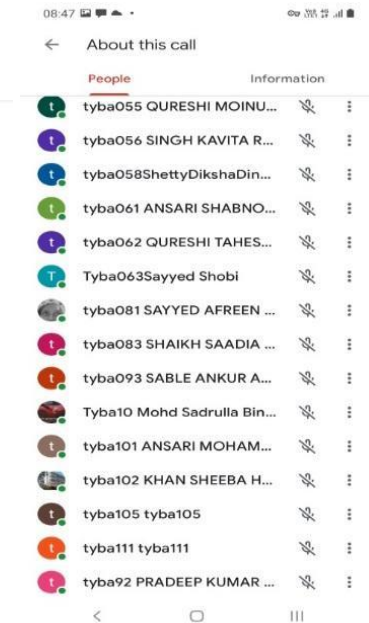 08:47
About this call
People Information
t tyba055 QURESHI MOINU...
t tyba056 SINGH KAVITA R...
t tyba058ShettyDikshaDin...
t tyba061 ANSARI SHABNO...
t tyba062 QURESHI TAHES...
T Tyba063Sayyed Shobi
tyba081 SAYYED AFREEN ...
t tyba083 SHAIKH SAADIA ...
t tyba093 SABLE ANKUR A...
Tyba10 Mohd Sadrulla Bin...
t tyba101 ANSARI MOHAM...
tyba102 KHAN SHEEBA H...
t tyba105 tyba105
t tyba111 tyba111
t tyba92 PRADEEP KUMAR ...